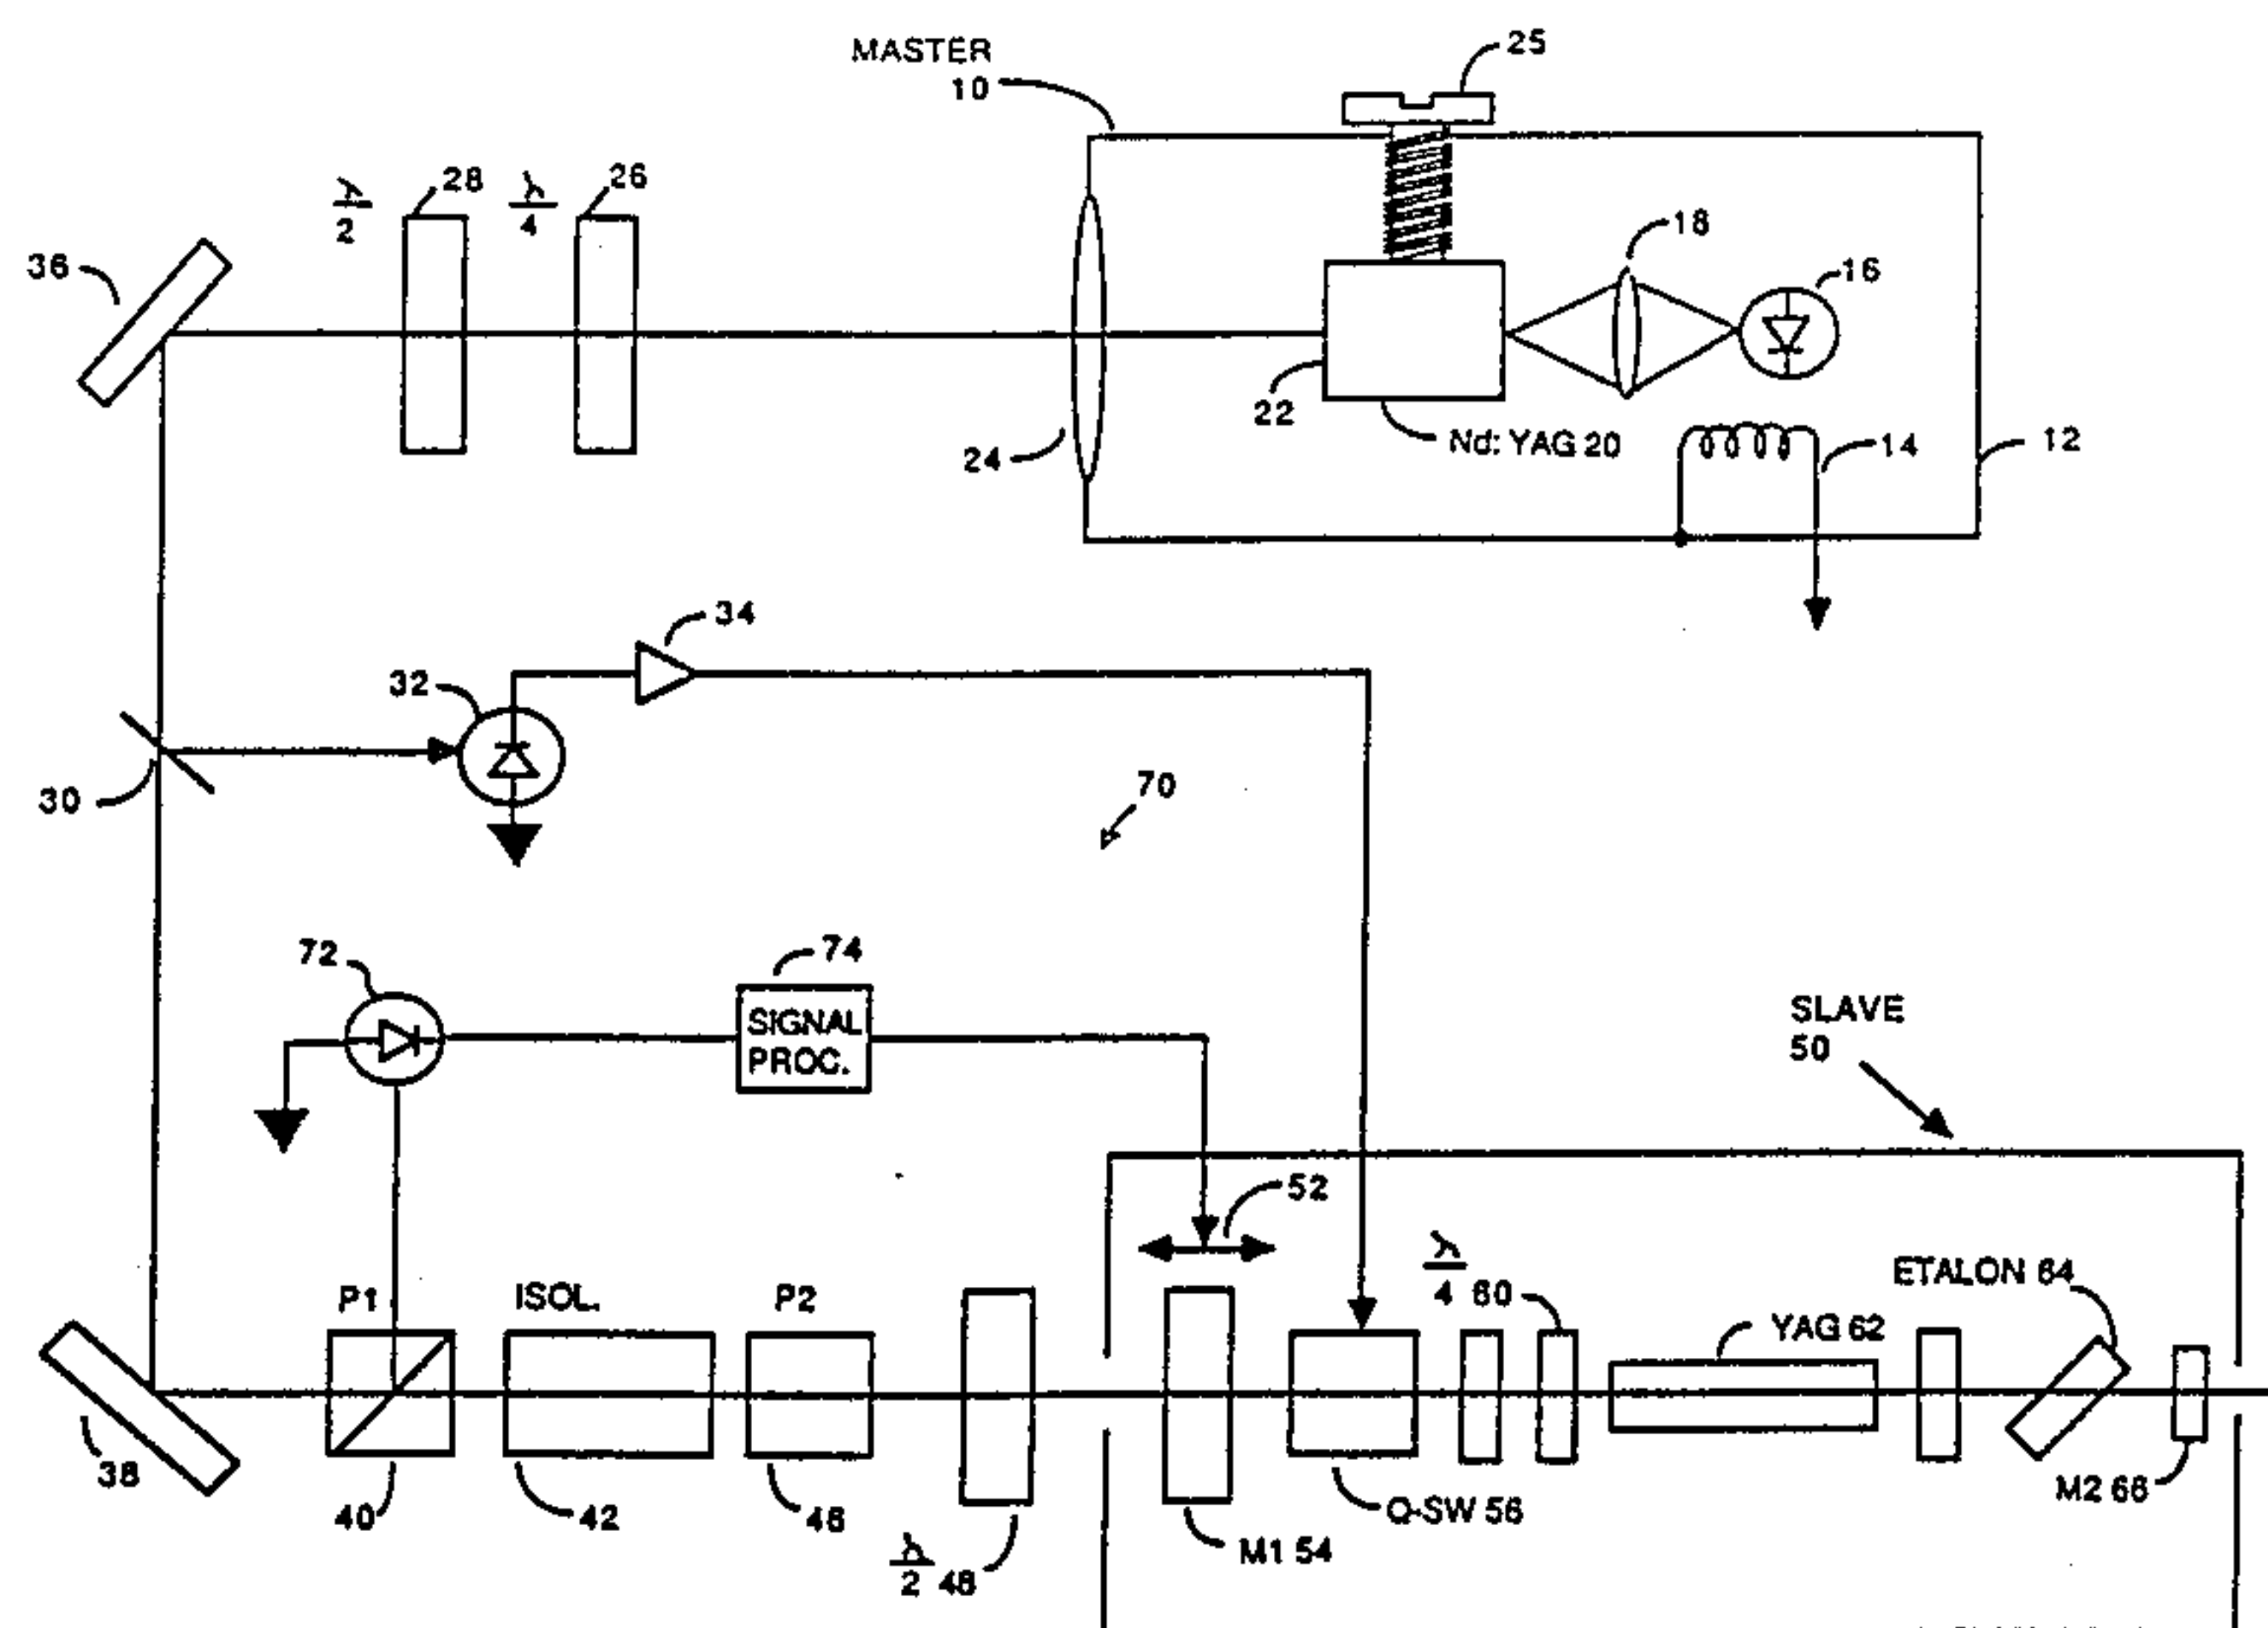 MASTER
10
25
λ/2
28
λ/4
26
36
18
16
22
24
Nd: YAG 20
14
12
34
32
30
70
72
74
SIGNAL
PROC.
SLAVE
50
52
P1
ISOL.
P2
λ/4 60
ETALON 64
YAG 62
38
40
42
46
λ/2 48
M1 54
Q-SW 56
M2 66